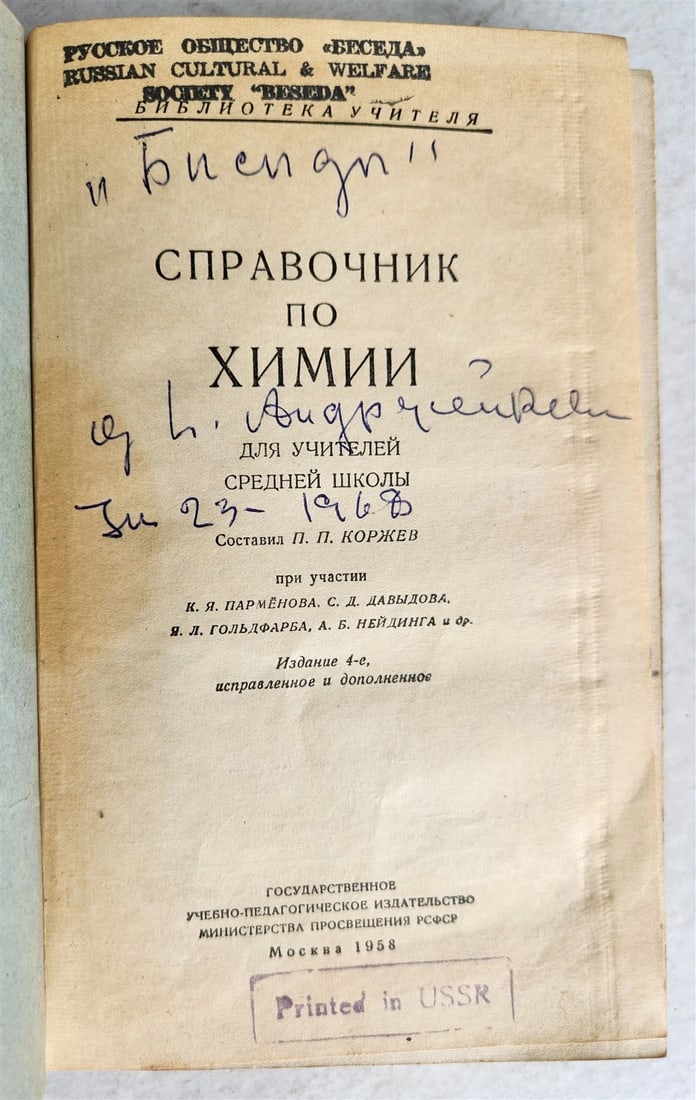 РУССКОЕ ОБЩЕСТВО «БЕСЕДА»
RUSSIAN CULTURAL & WELFARE
SOCIETY "BESEDA"
БИБЛИОТЕКА УЧИТЕЛЯ
СПРАВОЧНИК
ПО
ХИМИИ
ДЛЯ УЧИТЕЛЕЙ
СРЕДНЕЙ ШКОЛЫ
23 - 1968
Составил П. П. КОРЖЕВ
при участии
К. Я. ПАРМЁНОВА, С. Д. ДАВЫДОВА,
Я. Л. ГОЛЬДФАРБА, А. Б. НЕЙДИНГА и др.
Издание 4-е,
исправленное и дополненное
ГОСУДАРСТВЕННОЕ
УЧЕБНО-ПЕДАГОГИЧЕСКОЕ ИЗДАТЕЛЬСТВО
МИНИСТЕРСТВА ПРОСВЕЩЕНИЯ РСФСР
Москва 1958
Printed in USSR